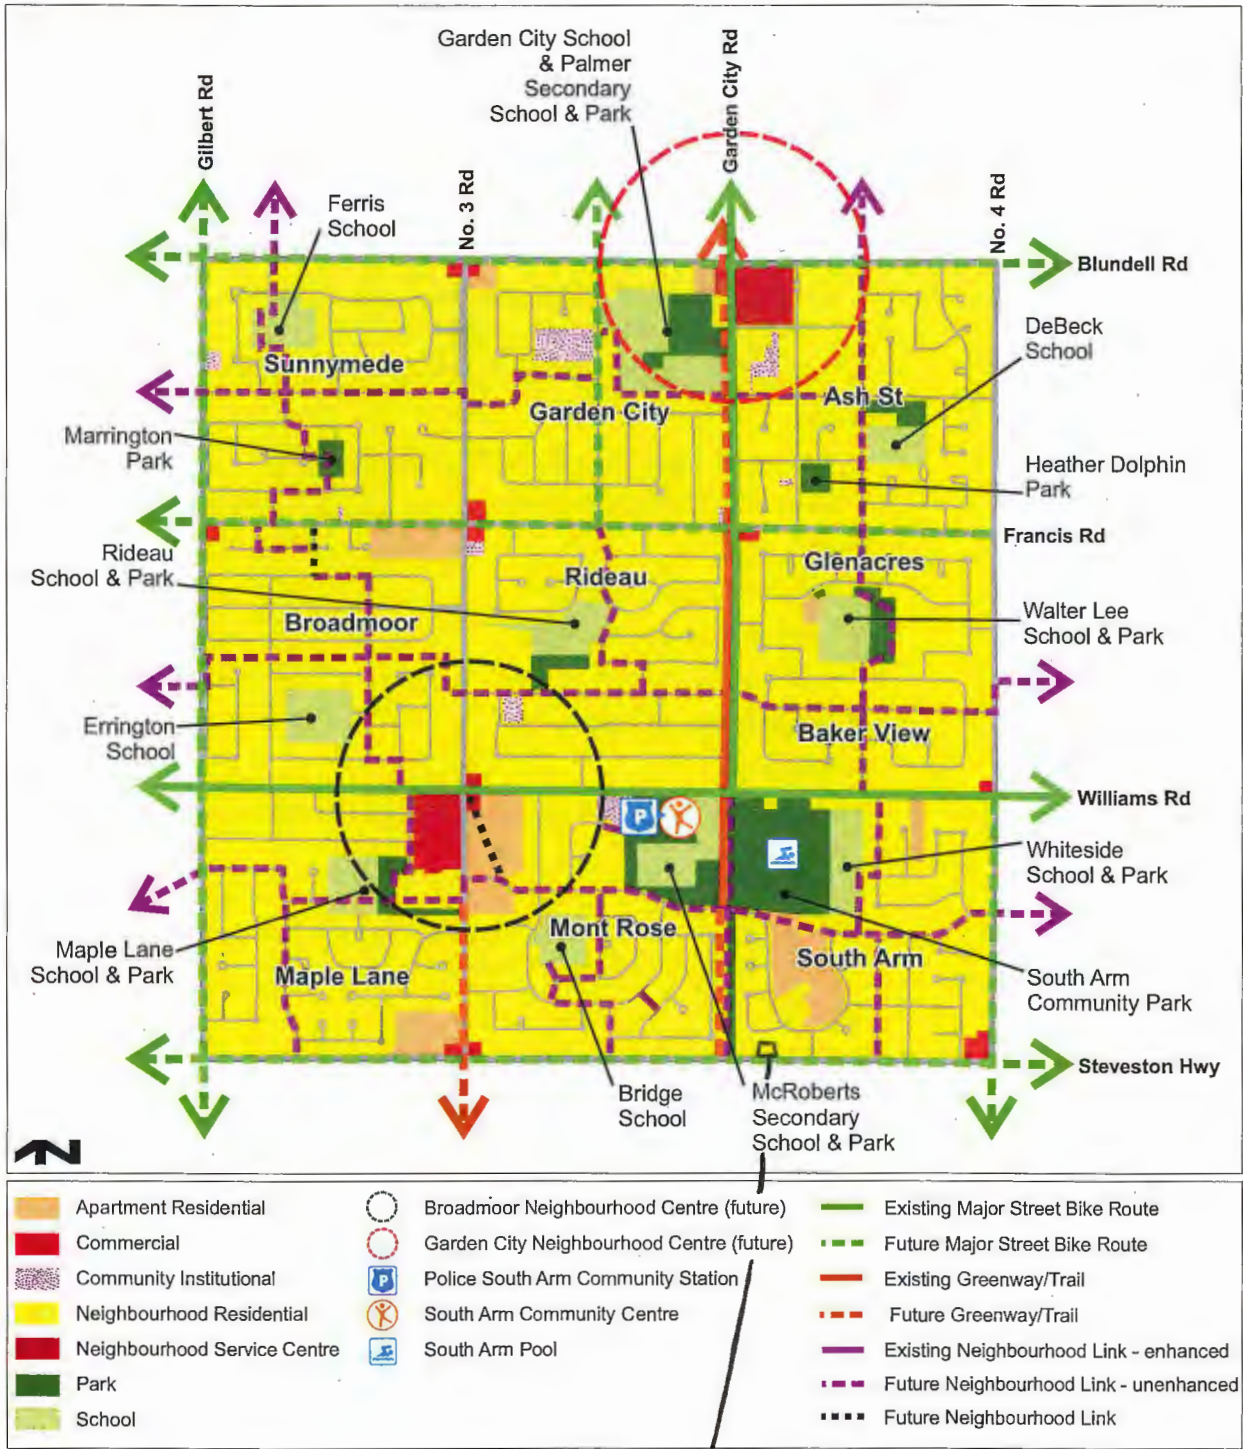 Garden City School
& Palmer
Secondary
School & Park
Garden City Rd
Gilbert Rd
No. 3 Rd
No. 4 Rd
Ferris
School
Blundell Rd
DeBeck
School
Sunnymede
Garden City
Ash St
Marrington
Park
Heather Dolphin
Park
Francis Rd
Rideau
School & Park
Rideau
Glenacres
Broadmoor
Walter Lee
School & Park
Errington
School
Baker View
Williams Rd
P
Whiteside
School & Park
Mont Rose
Maple Lane
School & Park
Maple Lane
South Arm
South Arm
Community Park
Steveston Hwy
Bridge
School
McRoberts
Secondary
School & Park
N
Apartment Residential
Commercial
Community Institutional
Neighbourhood Residential
Neighbourhood Service Centre
Park
School
Broadmoor Neighbourhood Centre (future)
Garden City Neighbourhood Centre (future)
P
Police South Arm Community Station
South Arm Community Centre
South Arm Pool
Existing Major Street Bike Route
Future Major Street Bike Route
Existing Greenway/Trail
Future Greenway/Trail
Existing Neighbourhood Link - enhanced
Future Neighbourhood Link - unenhanced
Future Neighbourhood Link